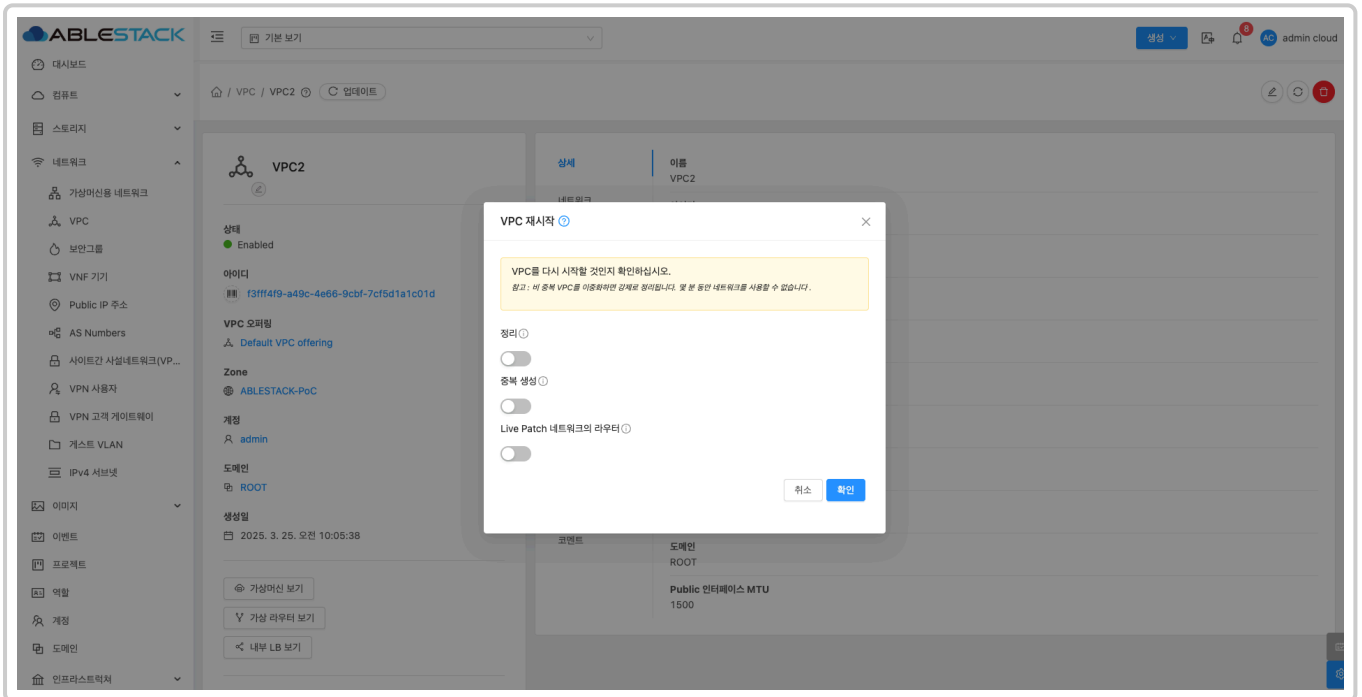 ABLESTACK
기본 보기
생성
8
AC
admin cloud
대시보드
컴퓨트
스토리지
네트워크
가상머신용 네트워크
VPC
보안그룹
VNF 기기
Public IP 주소
AS Numbers
사이트간 사설네트워크(VP...
VPN 사용자
VPN 고객 게이트웨이
게스트 VLAN
IPv4 서브넷
이미지
이벤트
프로젝트
역할
계정
도메인
인프라스트럭쳐
/ VPC / VPC2
업데이트
VPC2
상태
Enabled
아이디
f3fff4f9-a49c-4e66-9cbf-7cf5d1a1c01d
VPC 오퍼링
Default VPC offering
Zone
ABLESTACK-PoC
계정
admin
도메인
ROOT
생성일
2025. 3. 25. 오전 10:05:38
가상머신 보기
가상 라우터 보기
내부 LB 보기
상세
네트워크
코멘트
이름
VPC2
도메인
ROOT
Public 인터페이스 MTU
1500
VPC 재시작
VPC를 다시 시작할 것인지 확인하십시오.
참고 : 비 중복 VPC를 이중화하면 강제로 정리됩니다. 몇 분 동안 네트워크를 사용할 수 없습니다 .
정리
중복 생성
Live Patch 네트워크의 라우터
취소
확인